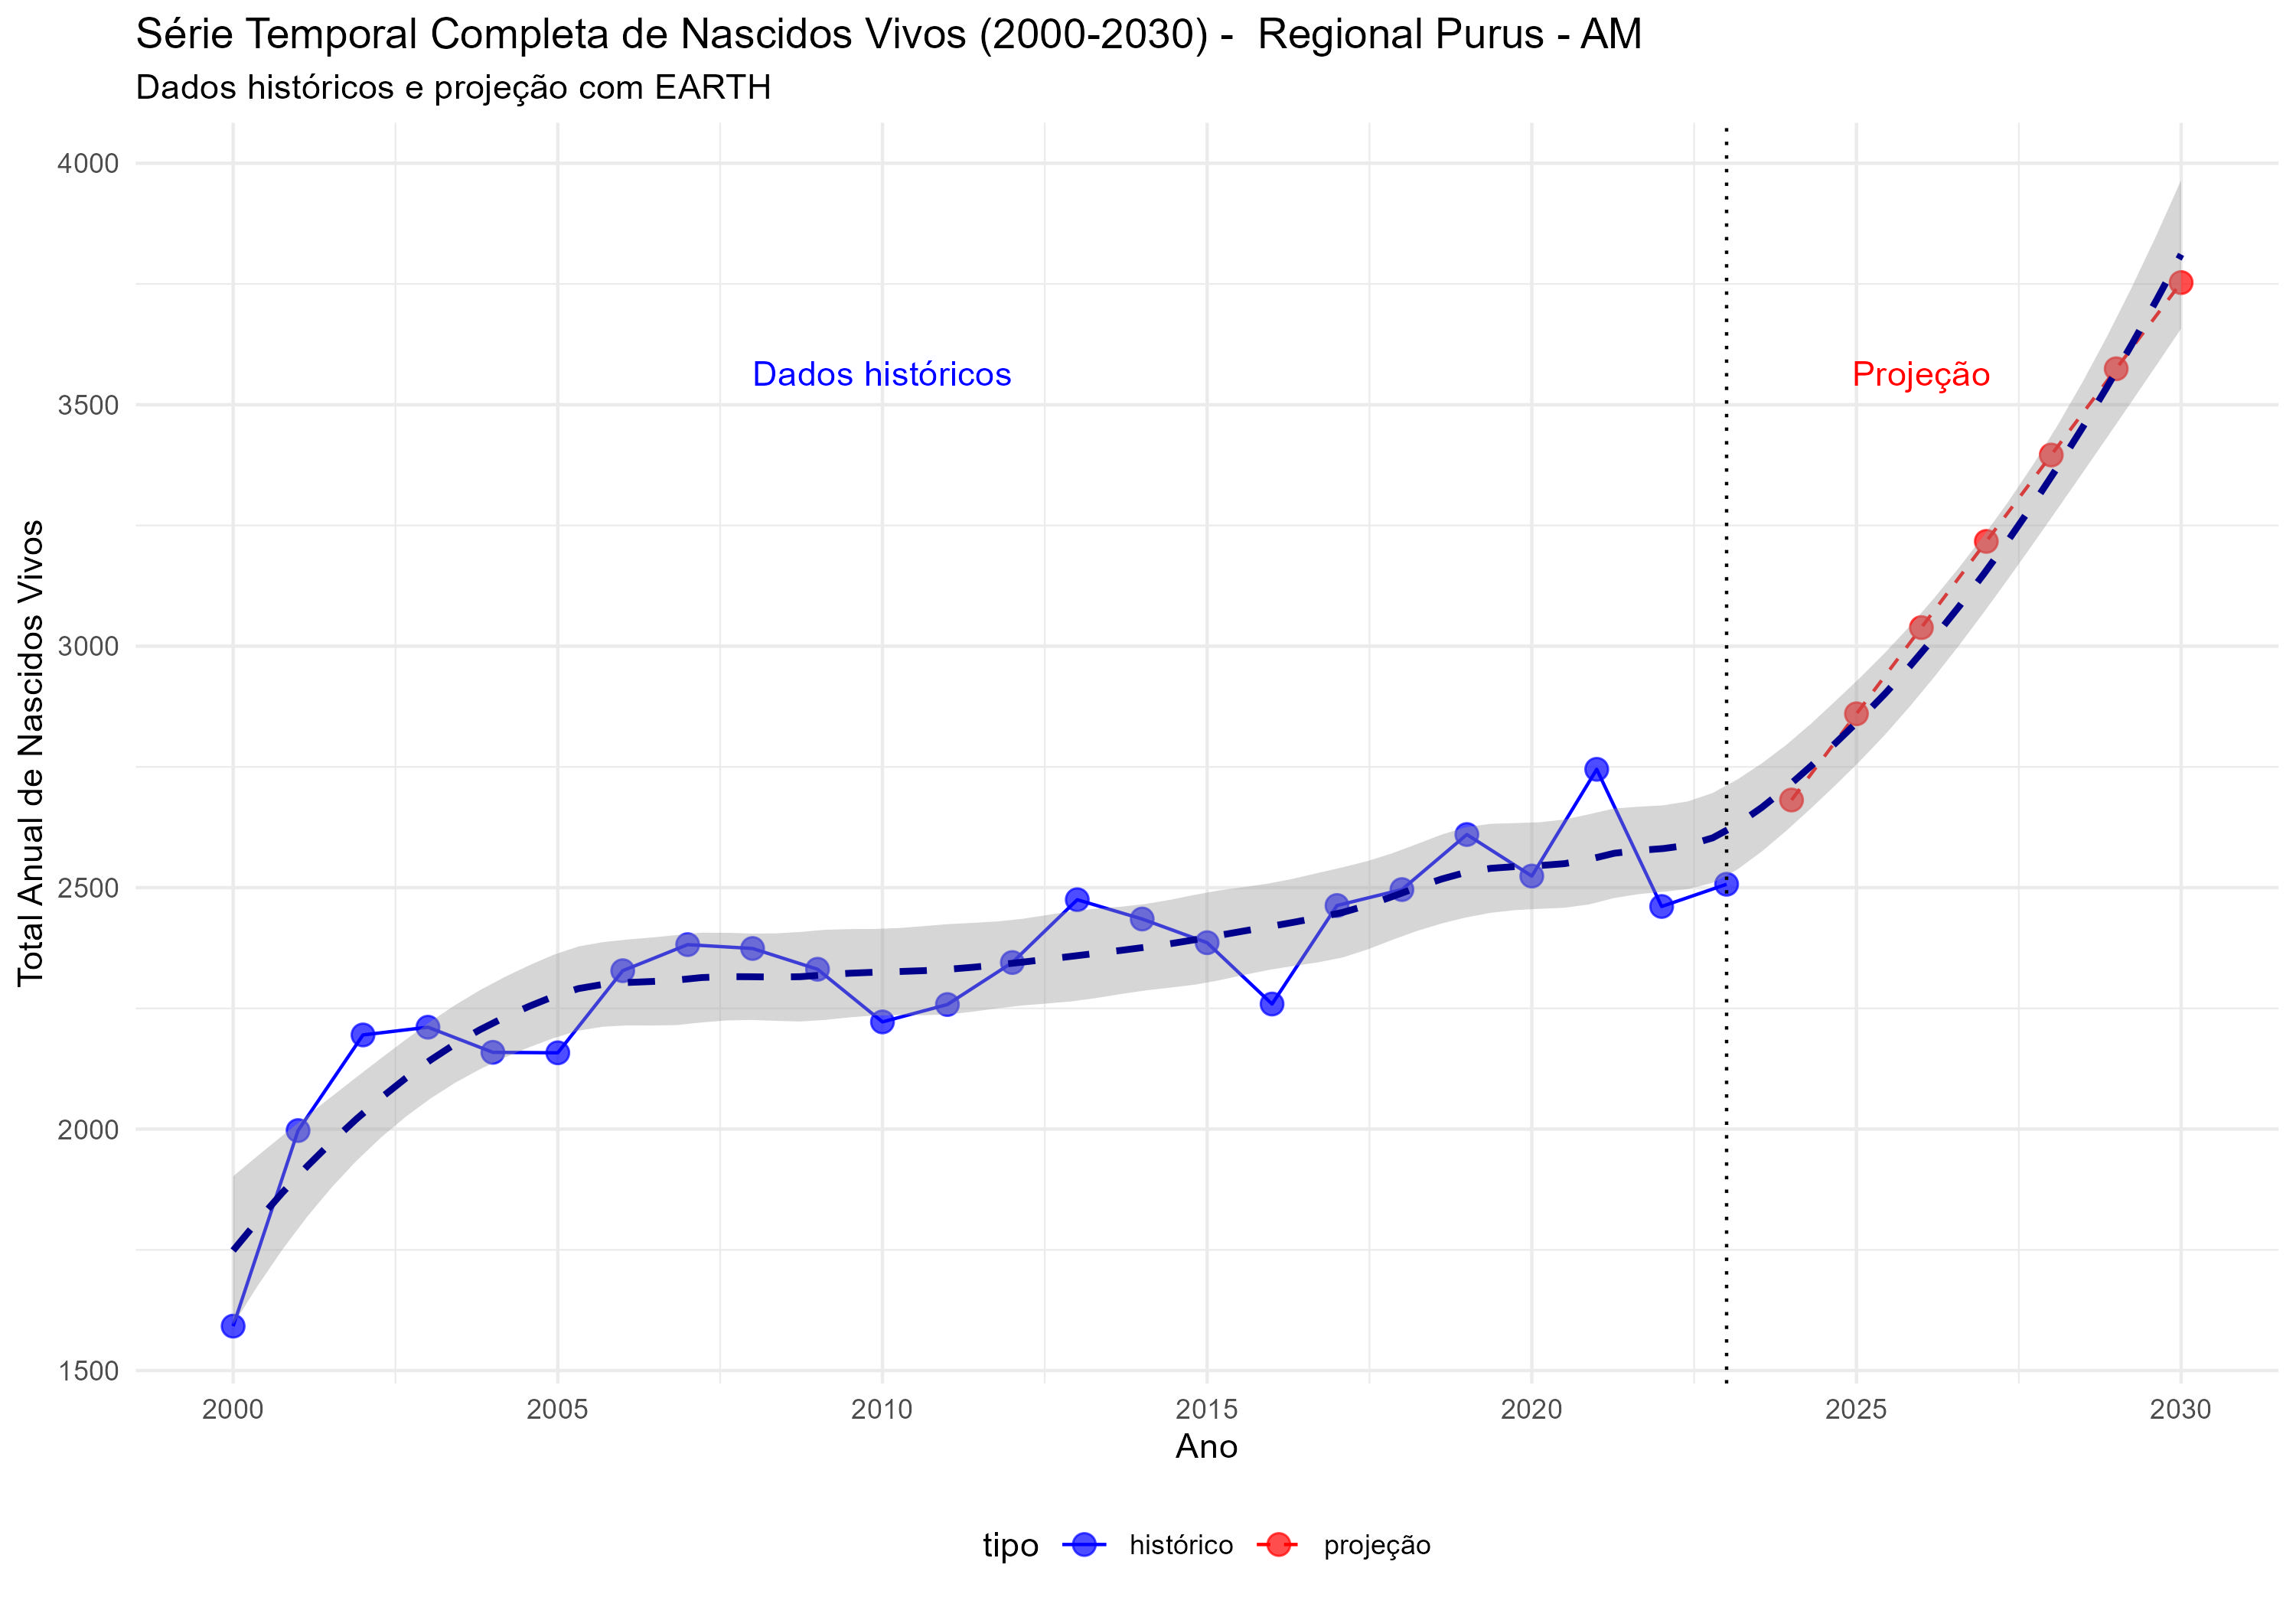 Série Temporal Completa de Nascidos Vivos (2000-2030) -  Regional Purus - AM
Dados históricos e projeção com EARTH
Total Anual de Nascidos Vivos
4000
3500
3000
2500
2000
1500
Dados históricos
Projeção
2000
2005
2010
2015
2020
2025
2030
Ano
tipo
histórico
projeção